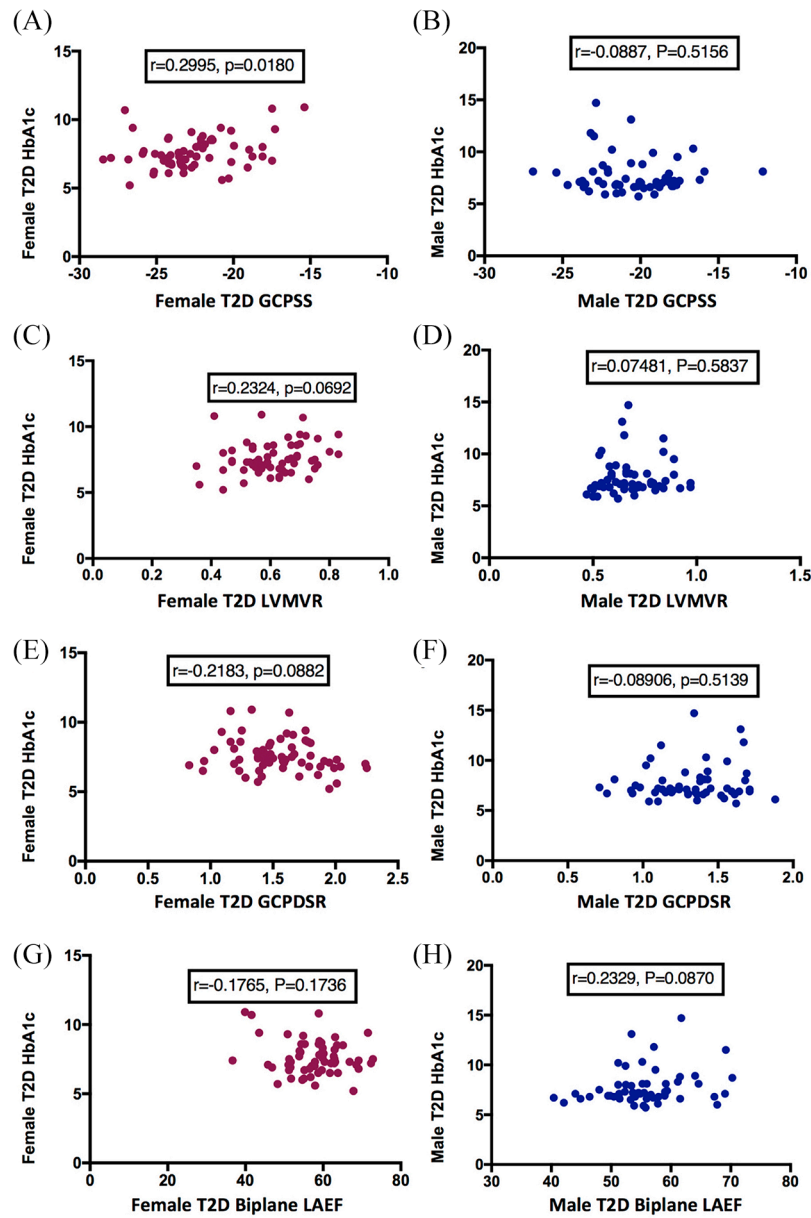 (A)
r=0.2995, p=0.0180
Female T2D HbA1c
15
10
5
0
-30 -25 -20 -15 -10
Female T2D GCPSS
(B)
r=-0.0887, P=0.5156
Male T2D HbA1c
20
15
10
5
0
-30 -25 -20 -15 -10
Male T2D GCPSS
(C)
r=0.2324, p=0.0692
Female T2D HbA1c
15
10
5
0
0.0 0.2 0.4 0.6 0.8 1.0
Female T2D LVMVR
(D)
r=0.07481, P=0.5837
Male T2D HbA1c
20
15
10
5
0
0.0 0.5 1.0 1.5
Male T2D LVMVR
(E)
r=-0.2183, p=0.0882
Female T2D HbA1c
15
10
5
0
0.0 0.5 1.0 1.5 2.0 2.5
Female T2D GCPDSR
(F)
r=-0.08906, p=0.5139
Male T2D HbA1c
20
15
10
5
0
0.0 0.5 1.0 1.5 2.0
Male T2D GCPDSR
(G)
r=-0.1765, P=0.1736
Female T2D HbA1c
15
10
5
0
0 20 40 60 80
Female T2D Biplane LAEF
(H)
r=0.2329, P=0.0870
Male T2D HbA1c
20
15
10
5
0
30 40 50 60 70 80
Male T2D Biplane LAEF